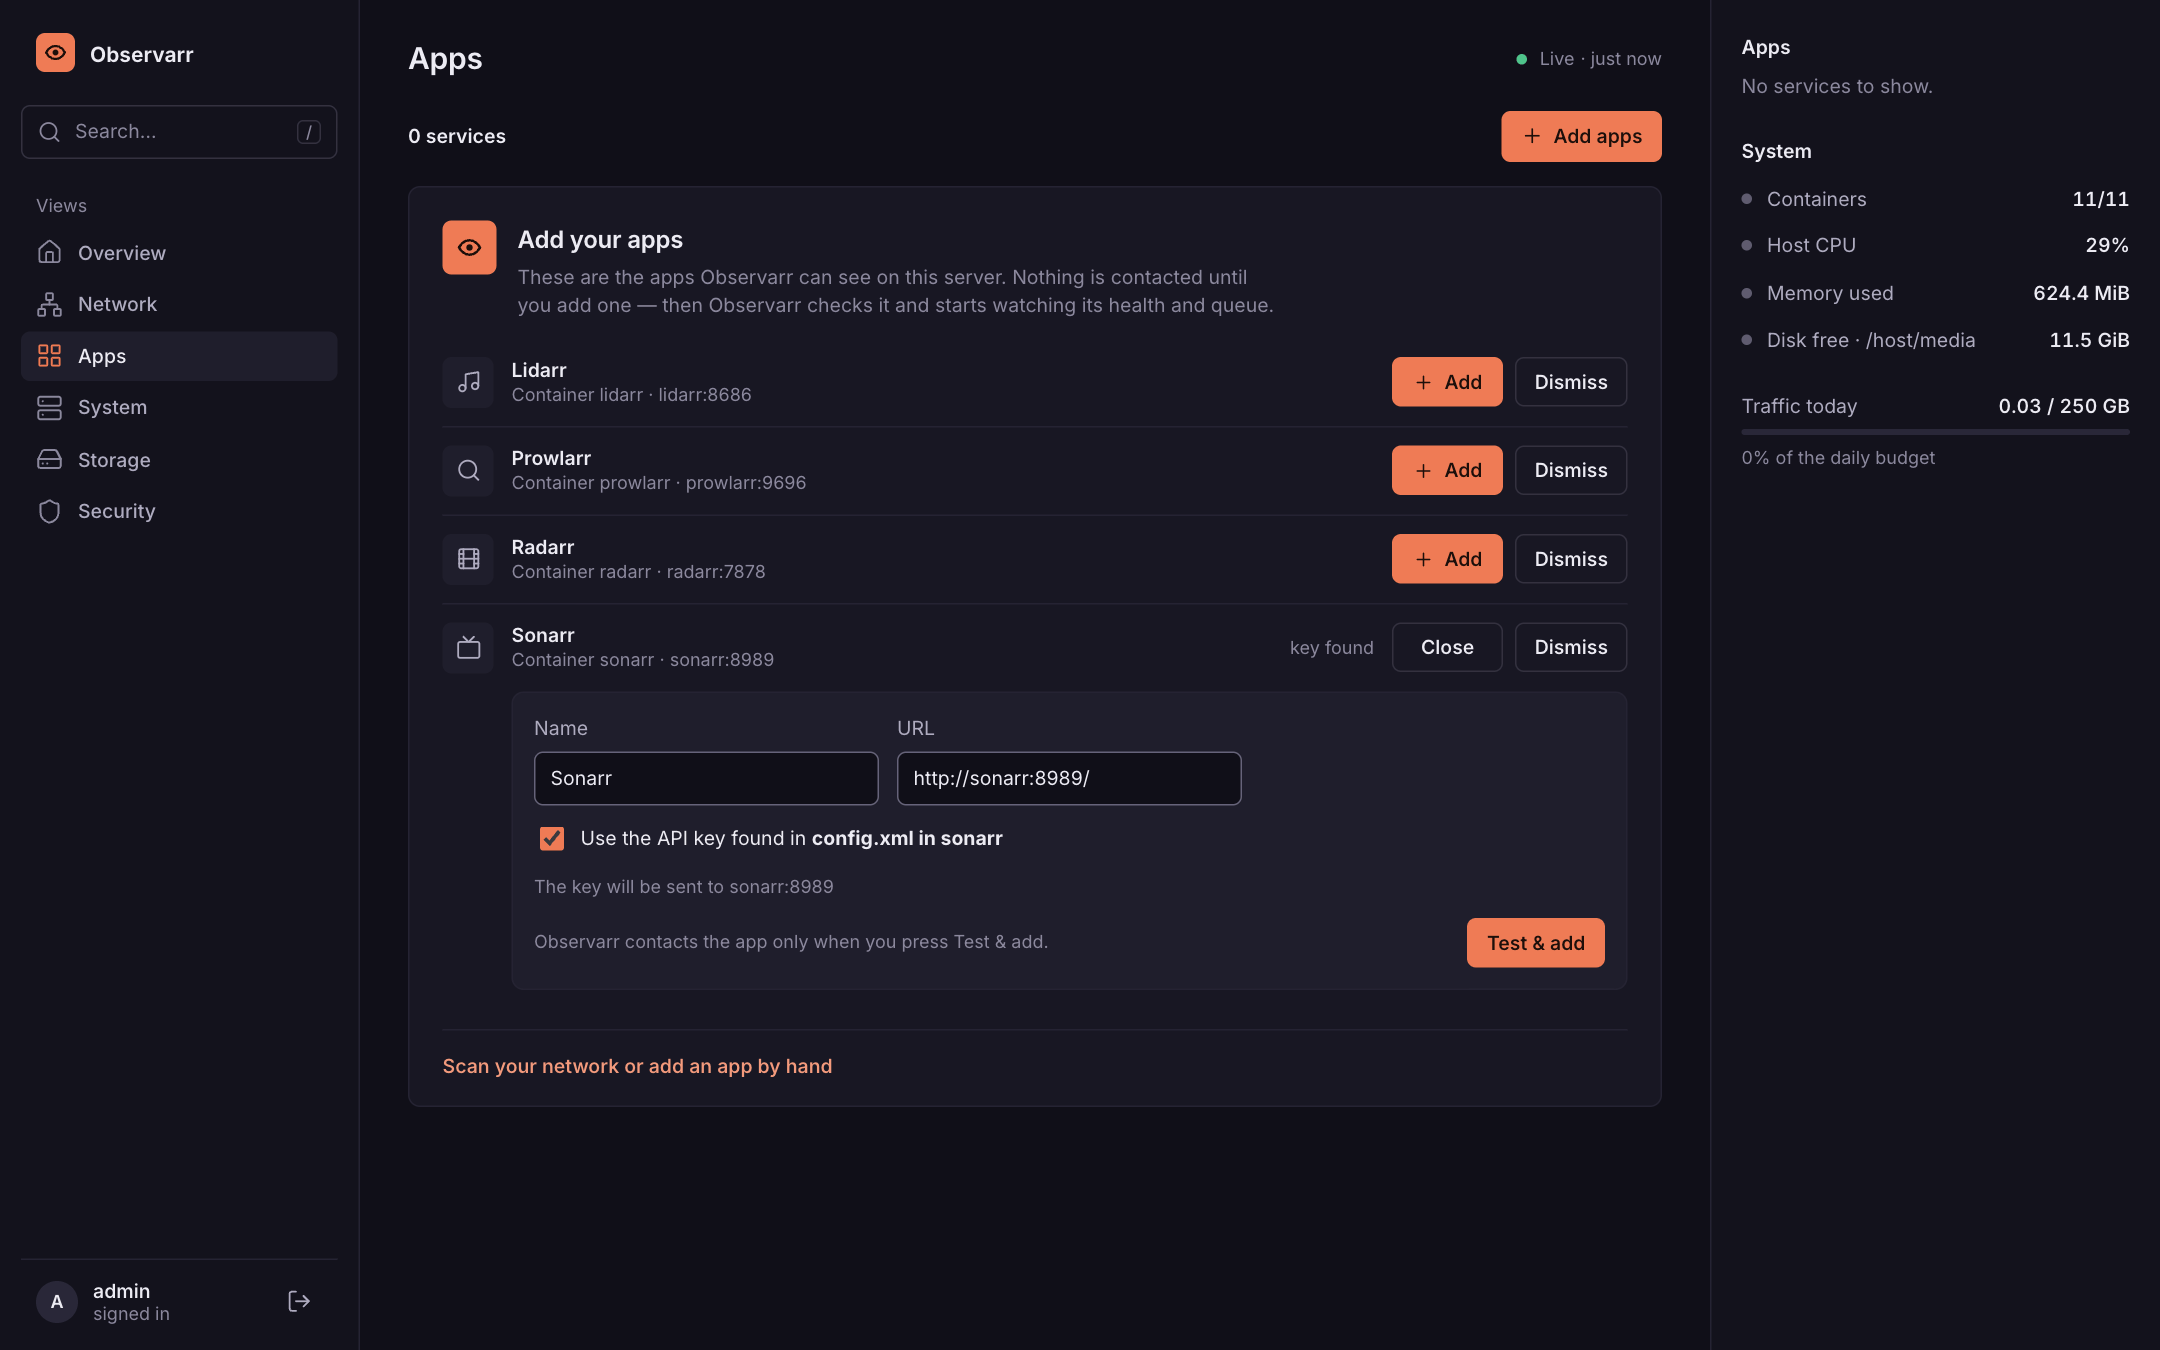 Observarr
Search...
/
Views
Overview
Network
Apps
System
Storage
Security
A
admin
signed in
Apps
Live · just now
0 services
Add apps
Add your apps
These are the apps Observarr can see on this server. Nothing is contacted until
you add one — then Observarr checks it and starts watching its health and queue.
Lidarr
Container lidarr · lidarr:8686
Add
Dismiss
Prowlarr
Container prowlarr · prowlarr:9696
Add
Dismiss
Radarr
Container radarr · radarr:7878
Add
Dismiss
Sonarr
Container sonarr · sonarr:8989
key found
Close
Dismiss
Name
URL
Sonarr
http://sonarr:8989/
Use the API key found in config.xml in sonarr
The key will be sent to sonarr:8989
Observarr contacts the app only when you press Test & add.
Test & add
Scan your network or add an app by hand
Apps
No services to show.
System
Containers 11/11
Host CPU 29%
Memory used 624.4 MiB
Disk free · /host/media 11.5 GiB
Traffic today 0.03 / 250 GB
0% of the daily budget